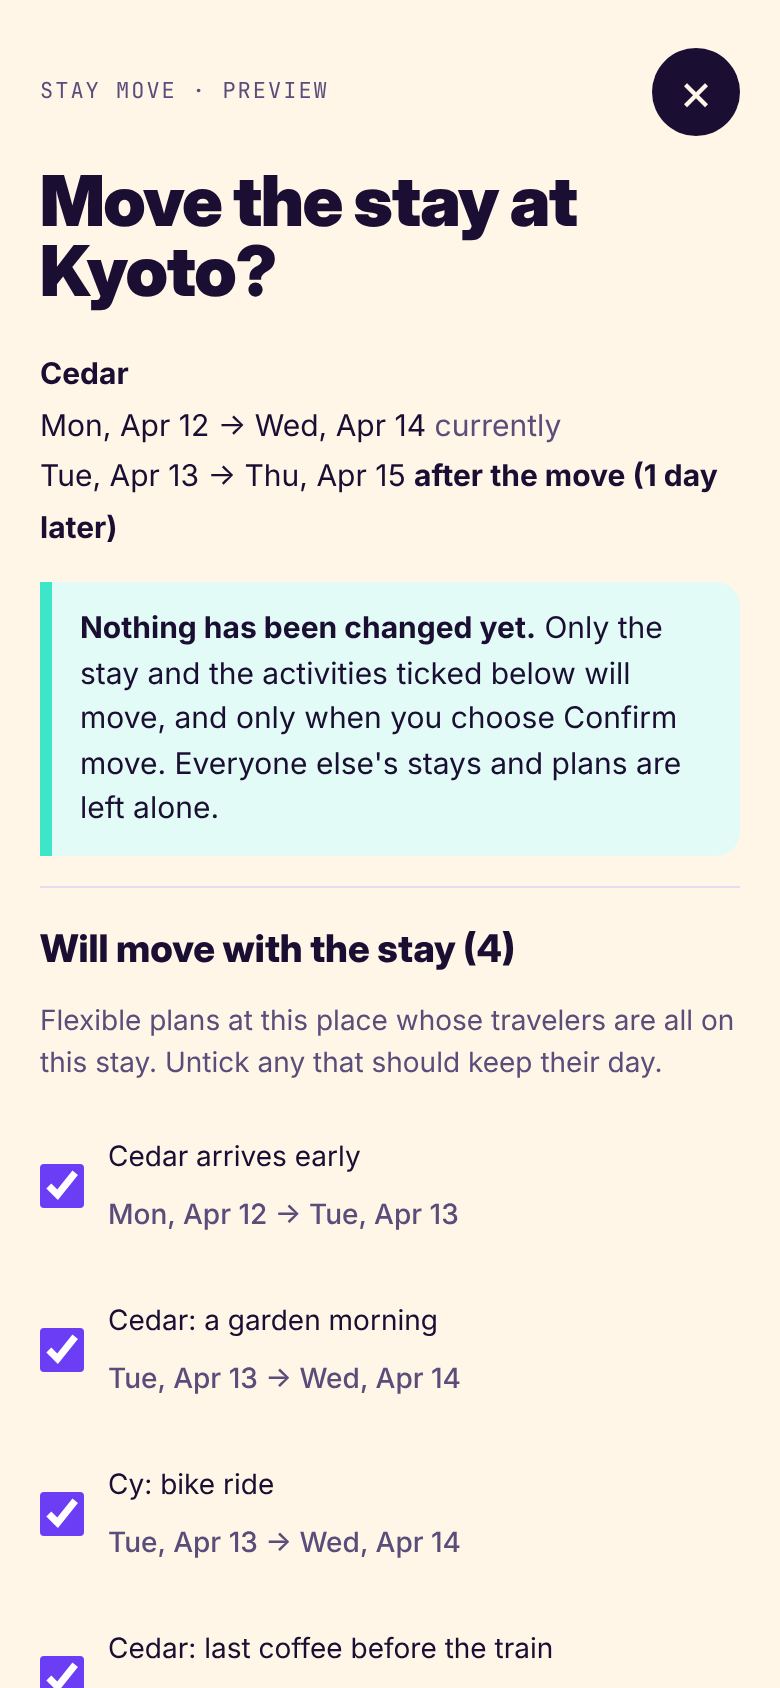 STAY MOVE · PREVIEW
×
Move the stay at
Kyoto?
Cedar
Mon, Apr 12 → Wed, Apr 14 currently
Tue, Apr 13 → Thu, Apr 15 after the move (1 day
later)
Nothing has been changed yet. Only the
stay and the activities ticked below will
move, and only when you choose Confirm
move. Everyone else's stays and plans are
left alone.
Will move with the stay (4)
Flexible plans at this place whose travelers are all on
this stay. Untick any that should keep their day.
Cedar arrives early
Mon, Apr 12 → Tue, Apr 13
Cedar: a garden morning
Tue, Apr 13 → Wed, Apr 14
Cy: bike ride
Tue, Apr 13 → Wed, Apr 14
Cedar: last coffee before the train